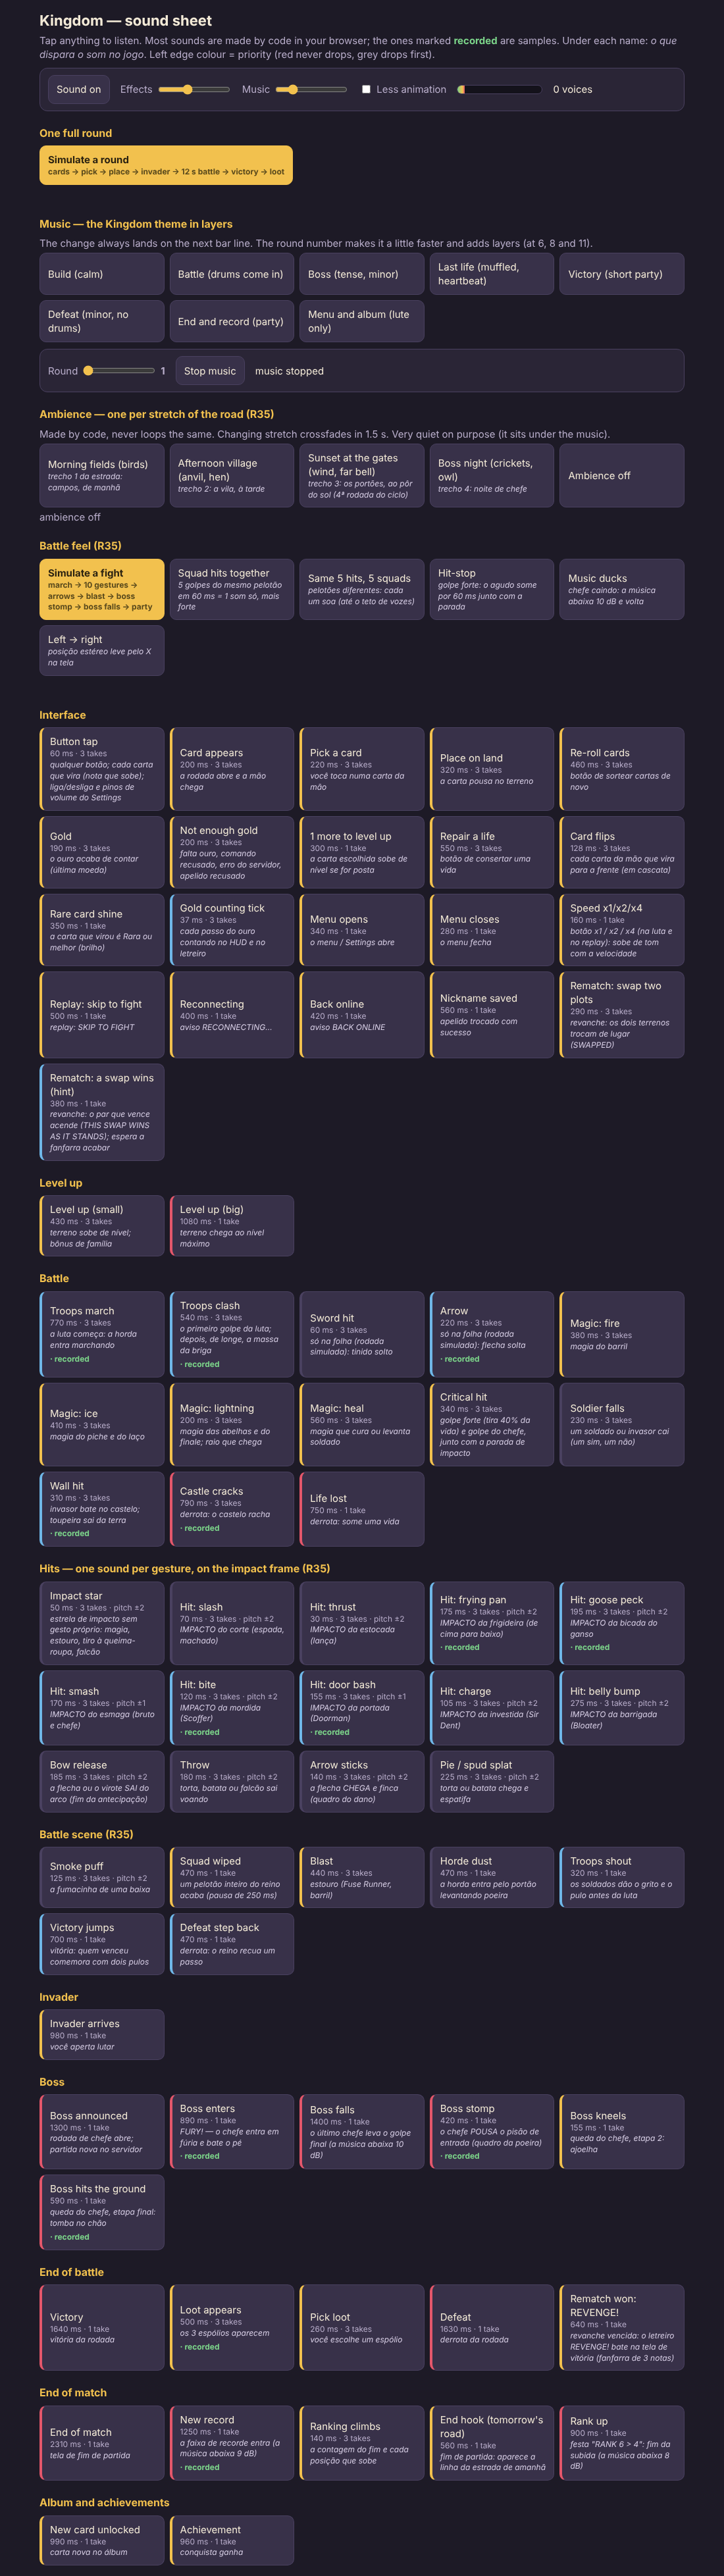 Kingdom — sound sheet
Tap anything to listen. Most sounds are made by code in your browser; the ones marked recorded are samples. Under each name: o que
dispara o som no jogo. Left edge colour = priority (red never drops, grey drops first).
Sound on Effects Music Less animation 0 voices
One full round
Simulate a round
cards → pick → place → invader → 12 s battle → victory → loot
Music — the Kingdom theme in layers
The change always lands on the next bar line. The round number makes it a little faster and adds layers (at 6, 8 and 11).
Build (calm)
Battle (drums come in)
Boss (tense, minor)
Last life (muffled,
heartbeat)
Victory (short party)
Defeat (minor, no
drums)
End and record (party)
Menu and album (lute
only)
Round 1 Stop music music stopped
Ambience — one per stretch of the road (R35)
Made by code, never loops the same. Changing stretch crossfades in 1.5 s. Very quiet on purpose (it sits under the music).
Morning fields (birds)
trecho 1 da estrada:
campos, de manhã
Afternoon village
(anvil, hen)
trecho 2: a vila, à tarde
Sunset at the gates
(wind, far bell)
trecho 3: os portões, ao pôr
do sol (4ª rodada do ciclo)
Boss night (crickets,
owl)
trecho 4: noite de chefe
Ambience off
ambience off
Battle feel (R35)
Simulate a fight
march → 10 gestures →
arrows → blast → boss
stomp → boss falls → party
Squad hits together
5 golpes do mesmo pelotão
em 60 ms = 1 som só, mais
forte
Same 5 hits, 5 squads
pelotões diferentes: cada
um soa (até o teto de vozes)
Hit-stop
golpe forte: o agudo some
por 60 ms junto com a
parada
Music ducks
chefe caindo: a música
abaixa 10 dB e volta
Left → right
posição estéreo leve pelo X
na tela
Interface
Button tap
60 ms · 3 takes
qualquer botão; cada carta
que vira (nota que sobe);
liga/desliga e pinos de
volume do Settings
Card appears
200 ms · 3 takes
a rodada abre e a mão
chega
Pick a card
220 ms · 3 takes
você toca numa carta da
mão
Place on land
320 ms · 3 takes
a carta pousa no terreno
Re-roll cards
460 ms · 3 takes
botão de sortear cartas de
novo
Gold
190 ms · 3 takes
o ouro acaba de contar
(última moeda)
Not enough gold
200 ms · 3 takes
falta ouro, comando
recusado, erro do servidor,
apelido recusado
1 more to level up
300 ms · 1 take
a carta escolhida sobe de
nível se for posta
Repair a life
550 ms · 3 takes
botão de consertar uma
vida
Card flips
128 ms · 3 takes
cada carta da mão que vira
para a frente (em cascata)
Rare card shine
350 ms · 1 take
a carta que virou é Rara ou
melhor (brilho)
Gold counting tick
37 ms · 3 takes
cada passo do ouro
contando no HUD e no
letreiro
Menu opens
340 ms · 1 take
o menu / Settings abre
Menu closes
280 ms · 1 take
o menu fecha
Speed x1/x2/x4
160 ms · 1 take
botão x1 / x2 / x4 (na luta e
no replay): sobe de tom
com a velocidade
Replay: skip to fight
500 ms · 1 take
replay: SKIP TO FIGHT
Reconnecting
400 ms · 1 take
aviso RECONNECTING...
Back online
420 ms · 1 take
aviso BACK ONLINE
Nickname saved
560 ms · 1 take
apelido trocado com
sucesso
Rematch: swap two
plots
290 ms · 3 takes
revanche: os dois terrenos
trocam de lugar
(SWAPPED)
Rematch: a swap wins
(hint)
380 ms · 1 take
revanche: o par que vence
acende (THIS SWAP WINS
AS IT STANDS); espera a
fanfarra acabar
Level up
Level up (small)
430 ms · 3 takes
terreno sobe de nível;
bônus de família
Level up (big)
1080 ms · 1 take
terreno chega ao nível
máximo
Battle
Troops march
770 ms · 3 takes
a luta começa: a horda
entra marchando
· recorded
Troops clash
540 ms · 3 takes
o primeiro golpe da luta;
depois, de longe, a massa
da briga
· recorded
Sword hit
60 ms · 3 takes
só na folha (rodada
simulada): tinido solto
Arrow
220 ms · 3 takes
só na folha (rodada
simulada): flecha solta
· recorded
Magic: fire
380 ms · 3 takes
magia do barril
Magic: ice
410 ms · 3 takes
magia do piche e do laço
Magic: lightning
200 ms · 3 takes
magia das abelhas e do
finale; raio que chega
Magic: heal
560 ms · 3 takes
magia que cura ou levanta
soldado
Critical hit
340 ms · 3 takes
golpe forte (tira 40% da
vida) e golpe do chefe,
junto com a parada de
impacto
Soldier falls
230 ms · 3 takes
um soldado ou invasor cai
(um sim, um não)
Wall hit
310 ms · 3 takes
invasor bate no castelo;
toupeira sai da terra
· recorded
Castle cracks
790 ms · 3 takes
derrota: o castelo racha
· recorded
Life lost
750 ms · 1 take
derrota: some uma vida
Hits — one sound per gesture, on the impact frame (R35)
Impact star
50 ms · 3 takes · pitch ±2
estrela de impacto sem
gesto próprio: magia,
estouro, tiro à queima-
roupa, falcão
Hit: slash
70 ms · 3 takes · pitch ±2
IMPACTO do corte (espada,
machado)
Hit: thrust
30 ms · 3 takes · pitch ±2
IMPACTO da estocada
(lança)
Hit: frying pan
175 ms · 3 takes · pitch ±2
IMPACTO da frigideira (de
cima para baixo)
· recorded
Hit: goose peck
195 ms · 3 takes · pitch ±2
IMPACTO da bicada do
ganso
· recorded
Hit: smash
170 ms · 3 takes · pitch ±1
IMPACTO do esmaga (bruto
e chefe)
Hit: bite
120 ms · 3 takes · pitch ±2
IMPACTO da mordida
(Scoffer)
· recorded
Hit: door bash
155 ms · 3 takes · pitch ±1
IMPACTO da portada
(Doorman)
· recorded
Hit: charge
105 ms · 3 takes · pitch ±2
IMPACTO da investida (Sir
Dent)
Hit: belly bump
275 ms · 3 takes · pitch ±2
IMPACTO da barrigada
(Bloater)
Bow release
185 ms · 3 takes · pitch ±2
a flecha ou o virote SAI do
arco (fim da antecipação)
Throw
180 ms · 3 takes · pitch ±2
torta, batata ou falcão sai
voando
Arrow sticks
140 ms · 3 takes · pitch ±2
a flecha CHEGA e finca
(quadro do dano)
Pie / spud splat
225 ms · 3 takes · pitch ±2
torta ou batata chega e
espatifa
Battle scene (R35)
Smoke puff
125 ms · 3 takes · pitch ±2
a fumacinha de uma baixa
Squad wiped
470 ms · 1 take
um pelotão inteiro do reino
acaba (pausa de 250 ms)
Blast
440 ms · 3 takes
estouro (Fuse Runner,
barril)
Horde dust
470 ms · 1 take
a horda entra pelo portão
levantando poeira
Troops shout
320 ms · 1 take
os soldados dão o grito e o
pulo antes da luta
Victory jumps
700 ms · 1 take
vitória: quem venceu
comemora com dois pulos
Defeat step back
470 ms · 1 take
derrota: o reino recua um
passo
Invader
Invader arrives
980 ms · 1 take
você aperta lutar
Boss
Boss announced
1300 ms · 1 take
rodada de chefe abre;
partida nova no servidor
Boss enters
890 ms · 1 take
FURY! — o chefe entra em
fúria e bate o pé
· recorded
Boss falls
1400 ms · 1 take
o último chefe leva o golpe
final (a música abaixa 10
dB)
Boss stomp
420 ms · 1 take
o chefe POUSA o pisão de
entrada (quadro da poeira)
· recorded
Boss kneels
155 ms · 1 take
queda do chefe, etapa 2:
ajoelha
Boss hits the ground
590 ms · 1 take
queda do chefe, etapa final:
tomba no chão
· recorded
End of battle
Victory
1640 ms · 1 take
vitória da rodada
Loot appears
500 ms · 3 takes
os 3 espólios aparecem
· recorded
Pick loot
260 ms · 3 takes
você escolhe um espólio
Defeat
1630 ms · 1 take
derrota da rodada
Rematch won:
REVENGE!
640 ms · 1 take
revanche vencida: o letreiro
REVENGE! bate na tela de
vitória (fanfarra de 3 notas)
End of match
End of match
2310 ms · 1 take
tela de fim de partida
New record
1250 ms · 1 take
a faixa de recorde entra (a
música abaixa 9 dB)
· recorded
Ranking climbs
140 ms · 3 takes
a contagem do fim e cada
posição que sobe
End hook (tomorrow's
road)
560 ms · 1 take
fim de partida: aparece a
linha da estrada de amanhã
Rank up
900 ms · 1 take
festa "RANK 6 > 4": fim da
subida (a música abaixa 8
dB)
Album and achievements
New card unlocked
990 ms · 1 take
carta nova no álbum
Achievement
960 ms · 1 take
conquista ganha